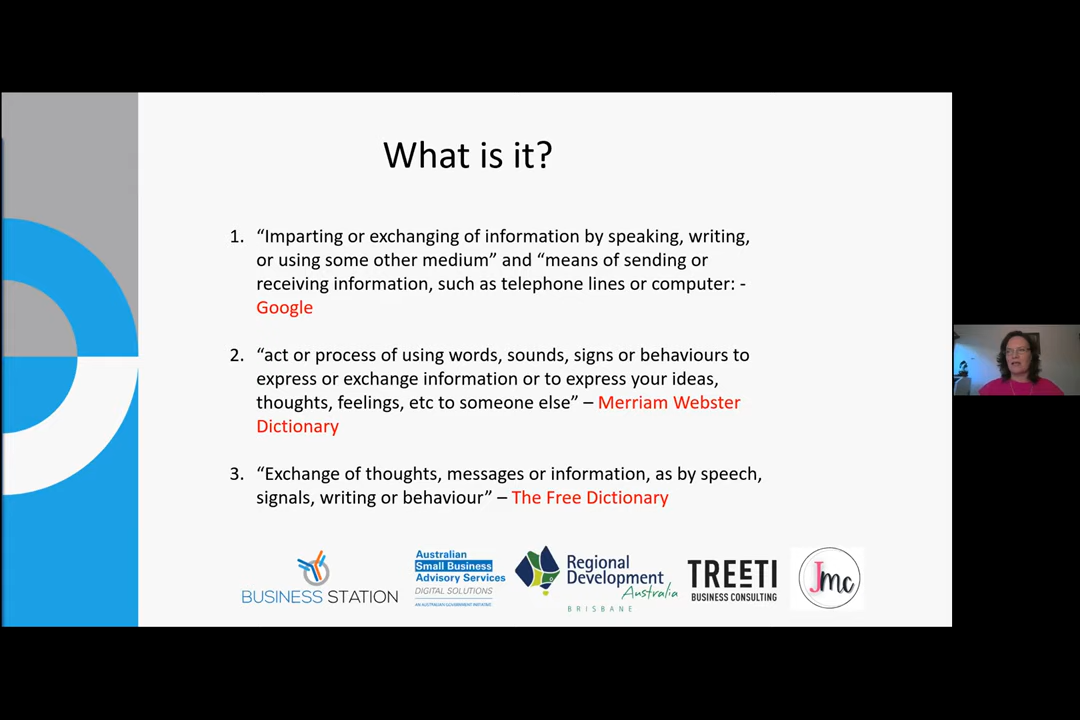 What is it?
1. “Imparting or exchanging of information by speaking, writing,
or using some other medium” and “means of sending or
receiving information, such as telephone lines or computer: -
Google
2. “act or process of using words, sounds, signs or behaviours to
express or exchange information or to express your ideas,
thoughts, feelings, etc to someone else” – Merriam Webster
Dictionary
3. “Exchange of thoughts, messages or information, as by speech,
signals, writing or behaviour” – The Free Dictionary
BUSINESS STATION
Australian
Small Business
Advisory Services
DIGITAL SOLUTIONS
AN AUSTRALIAN GOVERNMENT INITIATIVE
Regional
Development
Australia
BRISBANE
TREETI
BUSINESS CONSULTING
Jmc